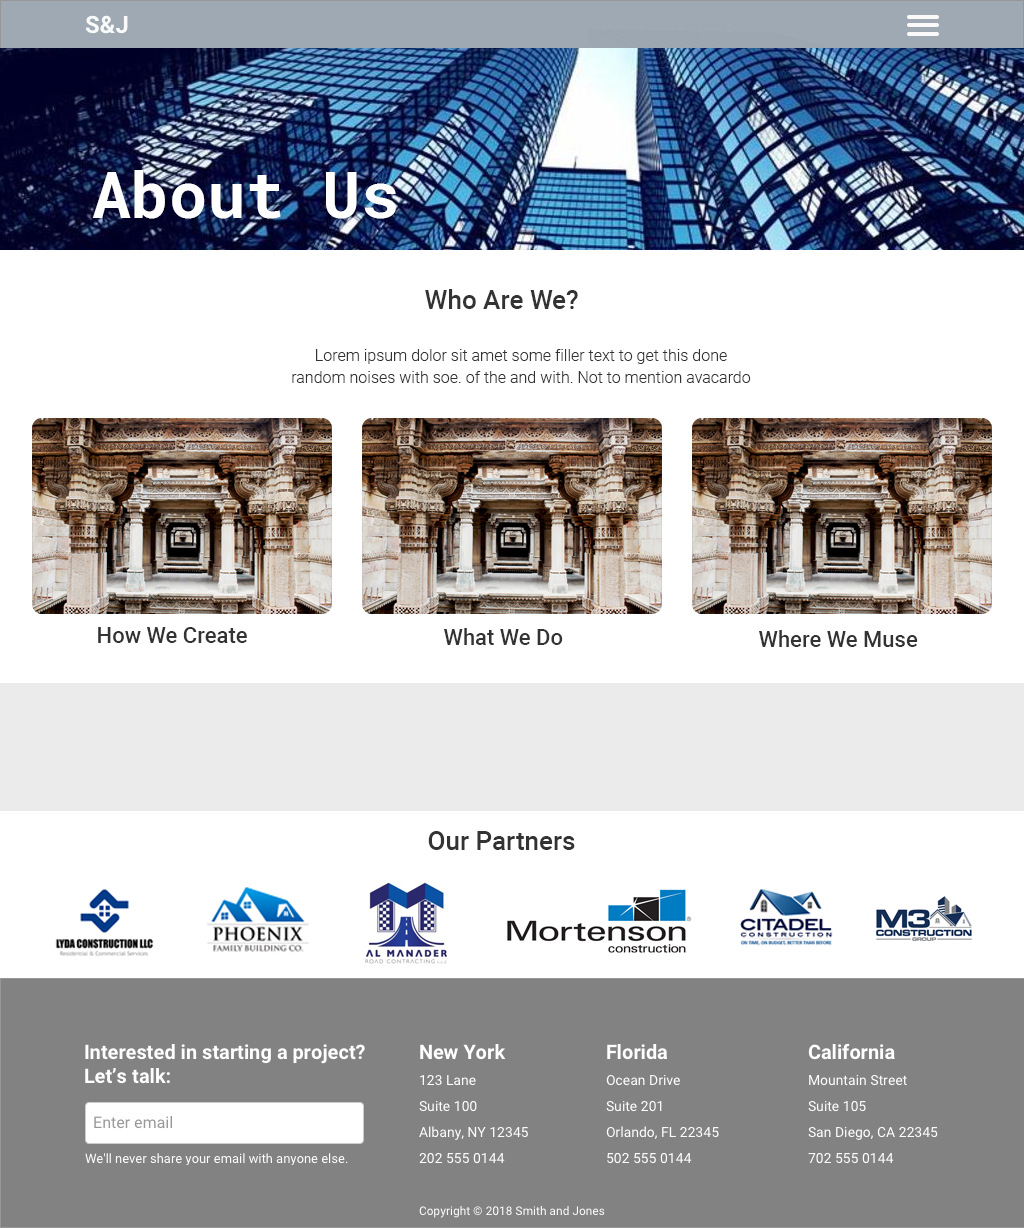 S&J
About Us
Who Are We?
Lorem ipsum dolor sit amet some filler text to get this done
random noises with soe. of the and with. Not to mention avacardo
How We Create
What We Do
Where We Muse
Our Partners
LYDA CONSTRUCTION LLC
Residential & Commercial Services
PHOENIX
FAMILY BUILDING CO.
AL MANADER
ROAD CONTRACTING L.L.C
Mortenson®
construction
CITADEL
CONSTRUCTION
ON TIME, ON BUDGET, BETTER THAN BEFORE
M3
CONSTRUCTION
GROUP
Interested in starting a project?
Let’s talk:
Enter email
We'll never share your email with anyone else.
New York
123 Lane
Suite 100
Albany, NY 12345
202 555 0144
Florida
Ocean Drive
Suite 201
Orlando, FL 22345
502 555 0144
California
Mountain Street
Suite 105
San Diego, CA 22345
702 555 0144
Copyright © 2018 Smith and Jones